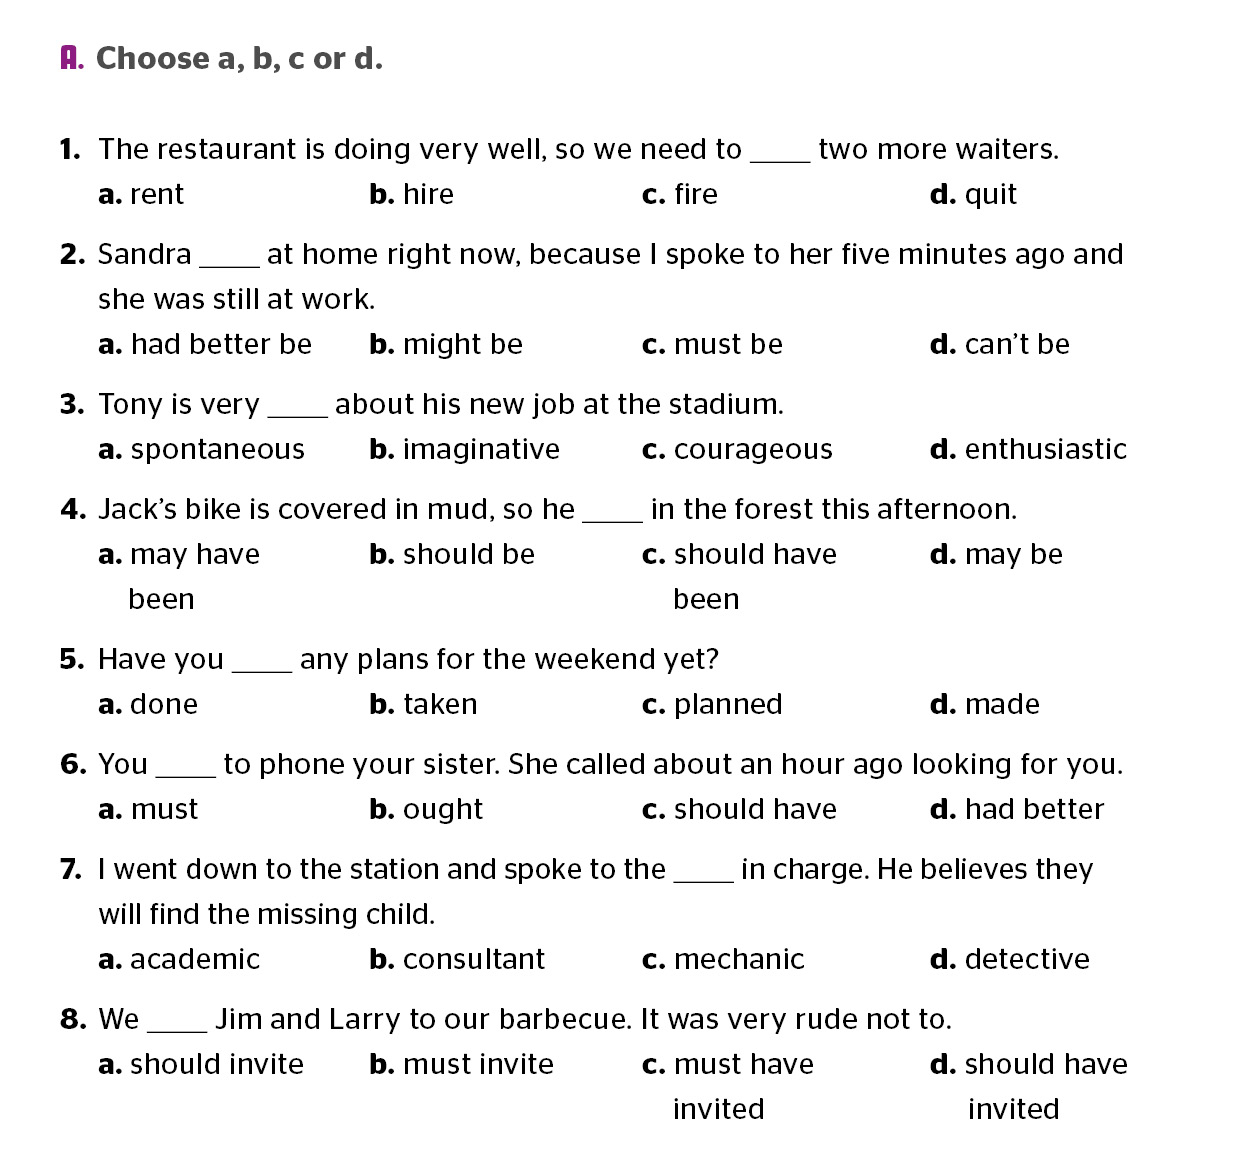 A. Choose a, b, c or d.
1. The restaurant is doing very well, so we need to ____ two more waiters.
a. rent b. hire c. fire d. quit
2. Sandra ____ at home right now, because I spoke to her five minutes ago and
she was still at work.
a. had better be b. might be c. must be d. can’t be
3. Tony is very ____ about his new job at the stadium.
a. spontaneous b. imaginative c. courageous d. enthusiastic
4. Jack’s bike is covered in mud, so he ____ in the forest this afternoon.
a. may have b. should be c. should have d. may be
been been
5. Have you ____ any plans for the weekend yet?
a. done b. taken c. planned d. made
6. You ____ to phone your sister. She called about an hour ago looking for you.
a. must b. ought c. should have d. had better
7. I went down to the station and spoke to the ____ in charge. He believes they
will find the missing child.
a. academic b. consultant c. mechanic d. detective
8. We ____ Jim and Larry to our barbecue. It was very rude not to.
a. should invite b. must invite c. must have d. should have
invited invited